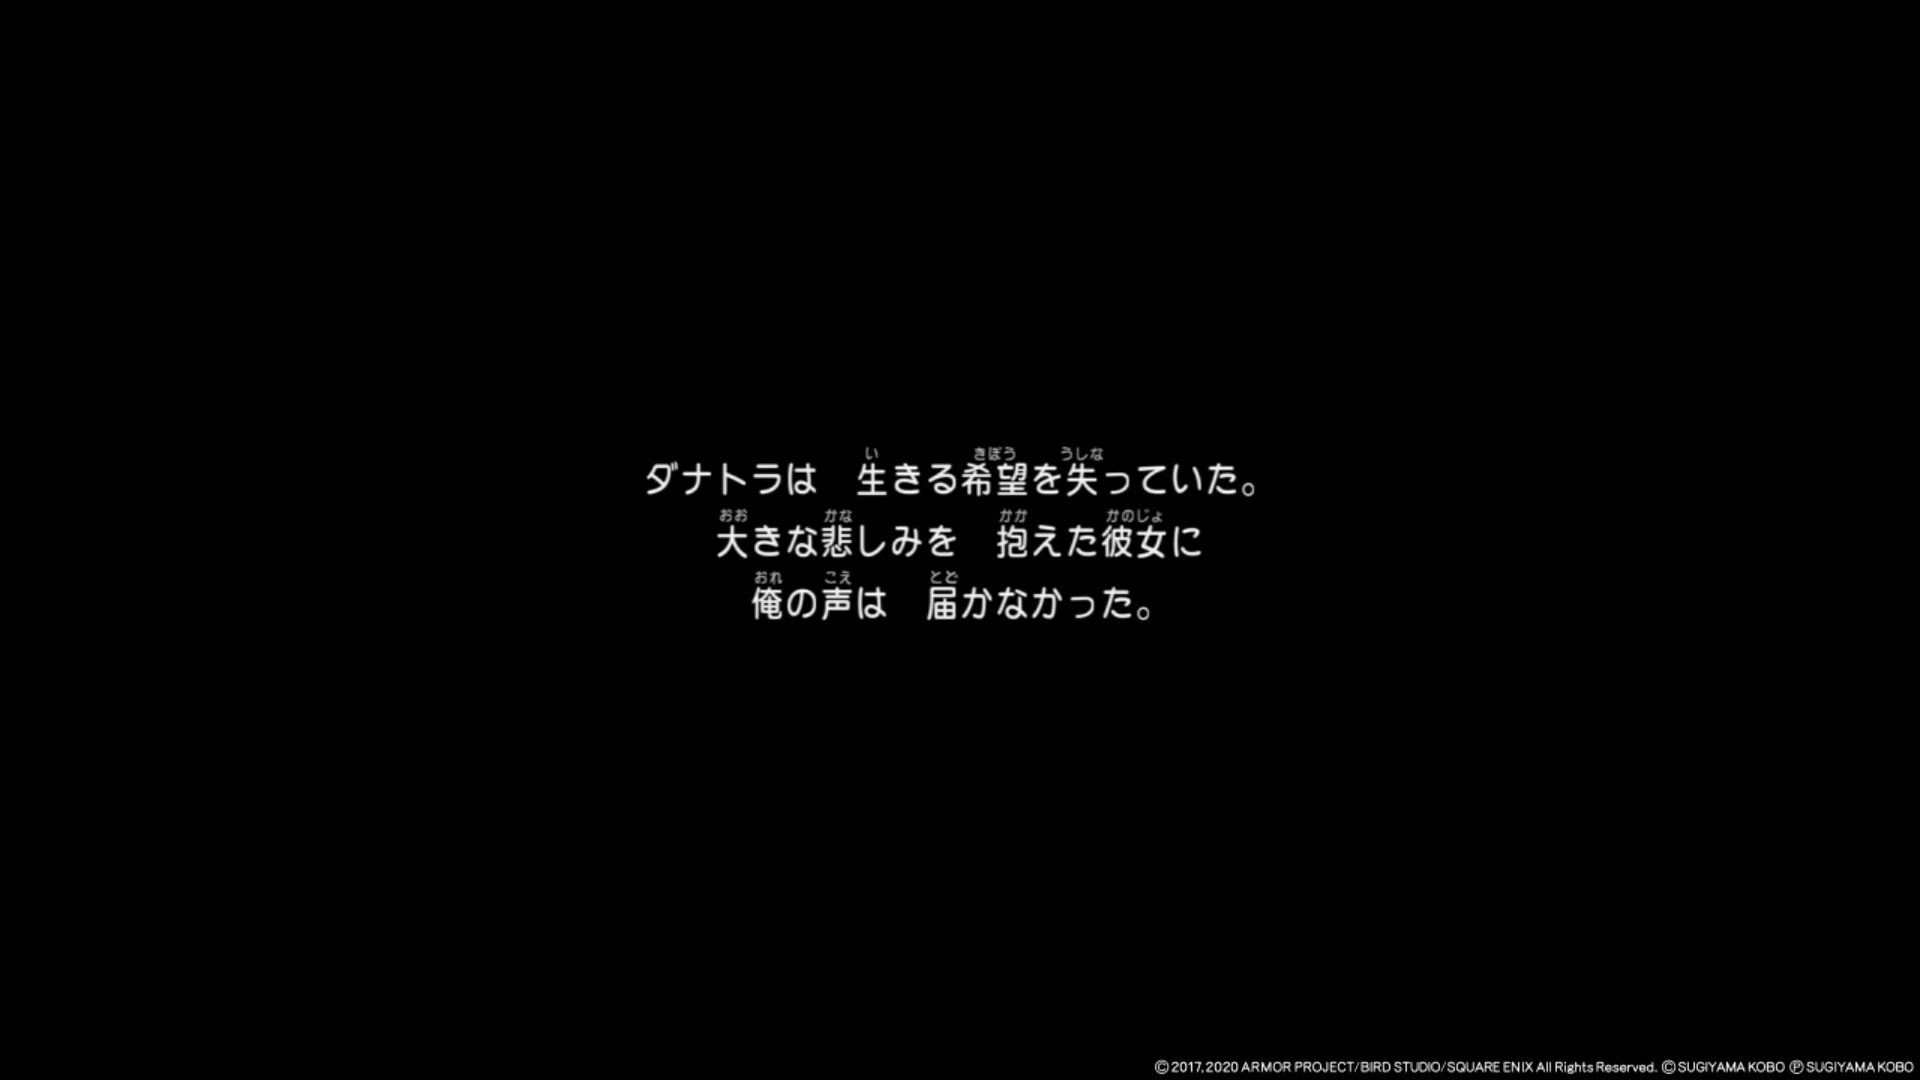 ダナトラは　生きる希望を失っていた。
大きな悲しみを　抱えた彼女に
俺の声は　届かなかった。
©2017, 2020 ARMOR PROJECT/BIRD STUDIO/SQUARE ENIX All Rights Reserved. ©SUGIYAMA KOBO ℗SUGIYAMA KOBO